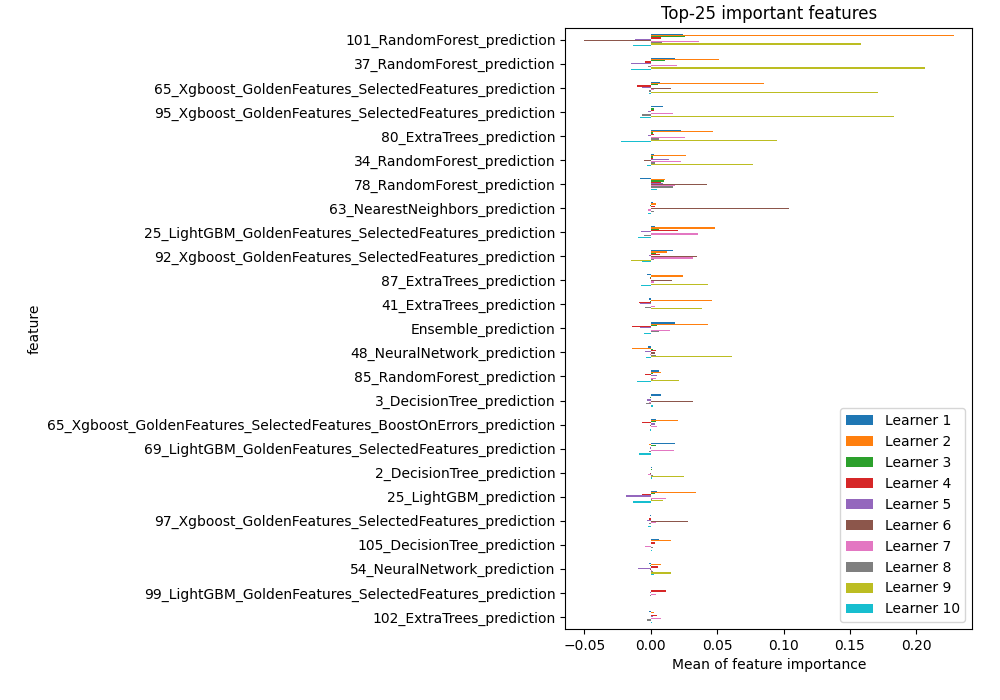 Top-25 important features
101_RandomForest_prediction
37_RandomForest_prediction
65_Xgboost_GoldenFeatures_SelectedFeatures_prediction
95_Xgboost_GoldenFeatures_SelectedFeatures_prediction
80_ExtraTrees_prediction
34_RandomForest_prediction
78_RandomForest_prediction
63_NearestNeighbors_prediction
25_LightGBM_GoldenFeatures_SelectedFeatures_prediction
92_Xgboost_GoldenFeatures_SelectedFeatures_prediction
87_ExtraTrees_prediction
41_ExtraTrees_prediction
Ensemble_prediction
48_NeuralNetwork_prediction
85_RandomForest_prediction
3_DecisionTree_prediction
65_Xgboost_GoldenFeatures_SelectedFeatures_BoostOnErrors_prediction
69_LightGBM_GoldenFeatures_SelectedFeatures_prediction
2_DecisionTree_prediction
25_LightGBM_prediction
97_Xgboost_GoldenFeatures_SelectedFeatures_prediction
105_DecisionTree_prediction
54_NeuralNetwork_prediction
99_LightGBM_GoldenFeatures_SelectedFeatures_prediction
102_ExtraTrees_prediction
feature
Learner 1
Learner 2
Learner 3
Learner 4
Learner 5
Learner 6
Learner 7
Learner 8
Learner 9
Learner 10
−0.05 0.00 0.05 0.10 0.15 0.20
Mean of feature importance